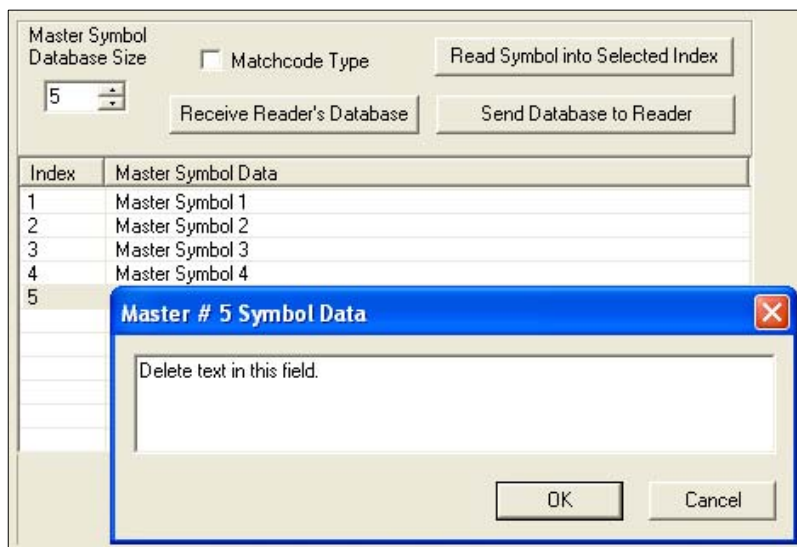 Master Symbol
Database Size
Matchcode Type
Read Symbol into Selected Index
5
Receive Reader's Database
Send Database to Reader
Index Master Symbol Data
1 Master Symbol 1
2 Master Symbol 2
3 Master Symbol 3
4 Master Symbol 4
5
Master # 5 Symbol Data
Delete text in this field.
OK Cancel